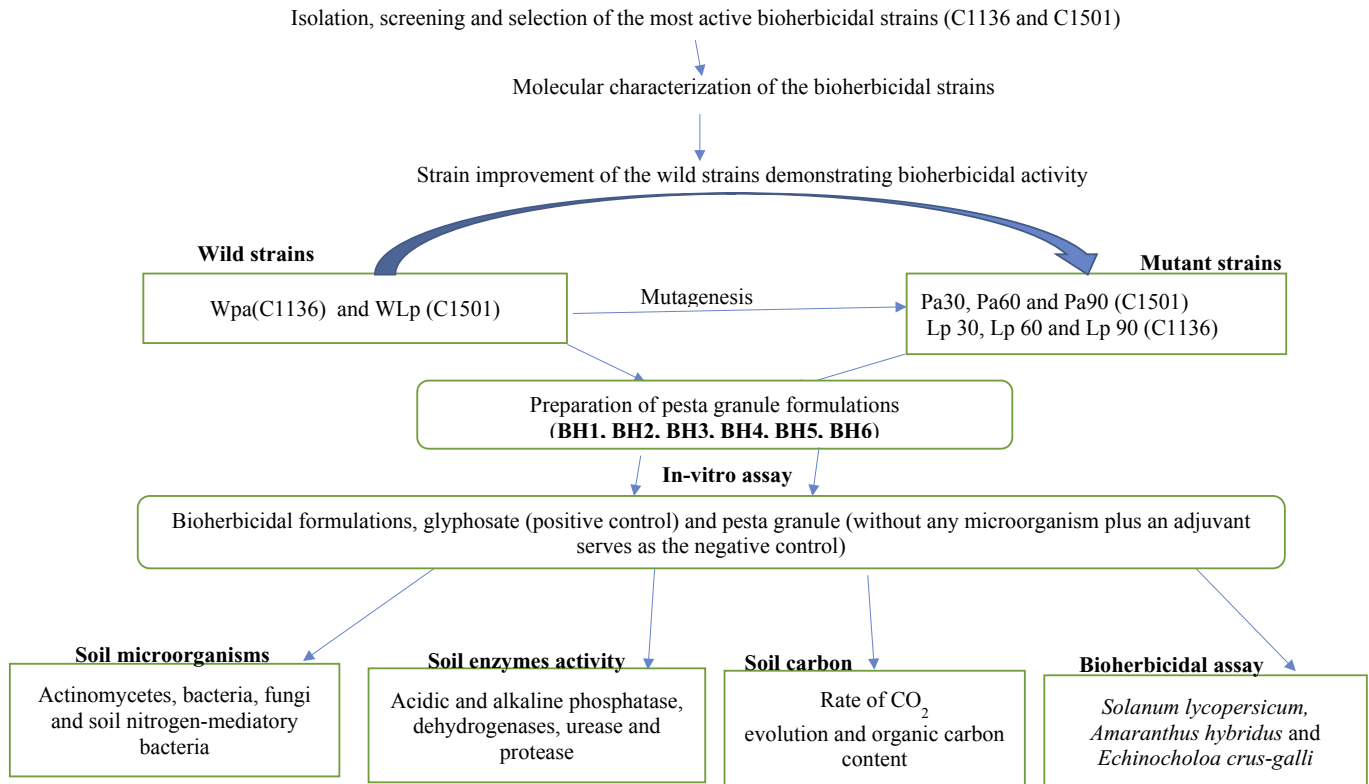 Isolation, screening and selection of the most active bioherbicidal strains (C1136 and C1501)
Molecular characterization of the bioherbicidal strains
Strain improvement of the wild strains demonstrating bioherbicidal activity
Wild strains
Mutant strains
Wpa(C1136) and WLp (C1501)
Mutagenesis
Pa30, Pa60 and Pa90 (C1501)
Lp 30, Lp 60 and Lp 90 (C1136)
Preparation of pesta granule formulations
(BH1, BH2, BH3, BH4, BH5, BH6)
In-vitro assay
Bioherbicidal formulations, glyphosate (positive control) and pesta granule (without any microorganism plus an adjuvant
serves as the negative control)
Soil microorganisms
Actinomycetes, bacteria, fungi
and soil nitrogen-mediatory
bacteria
Soil enzymes activity
Acidic and alkaline phosphatase,
dehydrogenases, urease and
protease
Soil carbon
Rate of CO2
evolution and organic carbon
content
Bioherbicidal assay
Solanum lycopersicum,
Amaranthus hybridus and
Echinocholoa crus-galli